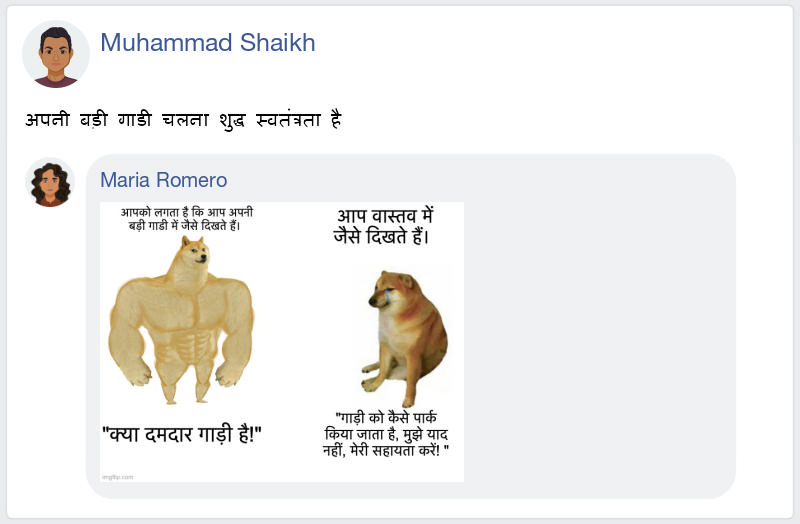 Muhammad Shaikh
अपनी बड़ी गाडी चलना शुद्ध स्वतंत्रता है
Maria Romero
आपको लगता है कि आप अपनी
बड़ी गाडी में जैसे दिखते हैं।
"क्या दमदार गाड़ी है!"
आप वास्तव में
जैसे दिखते हैं।
"गाड़ी को कैसे पार्क
किया जाता है, मुझे याद
नहीं, मेरी सहायता करें! "
imgflip.com